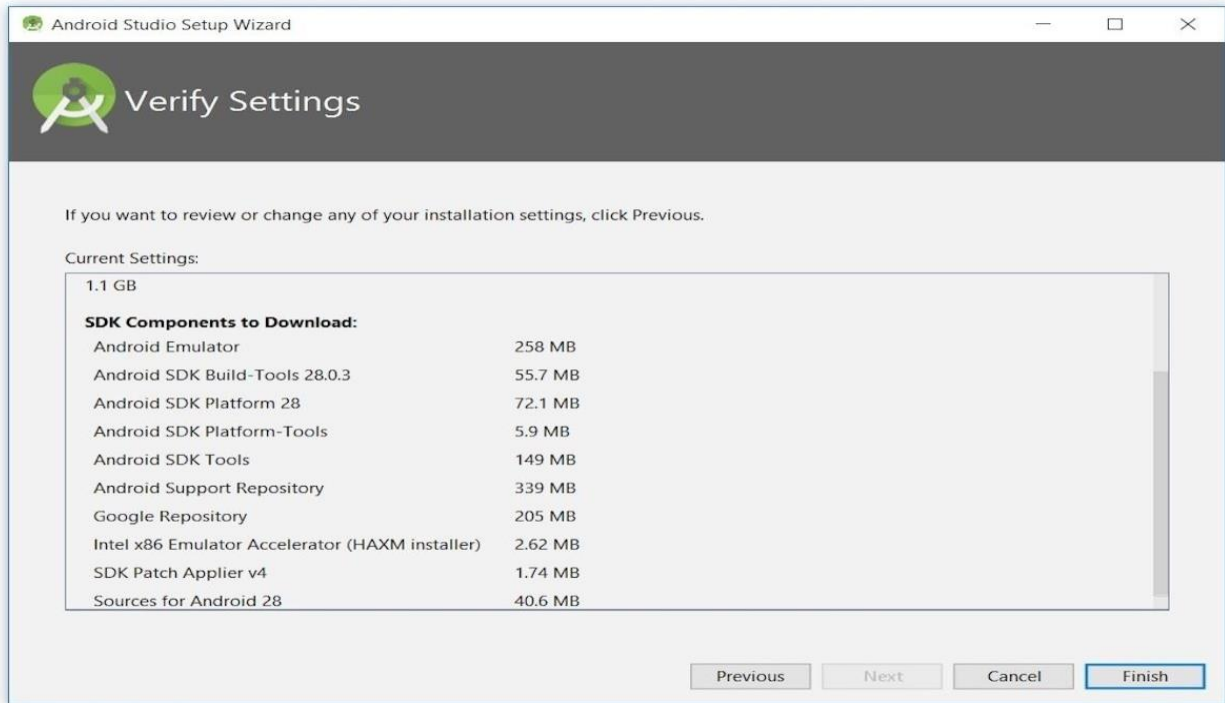 Android Studio Setup Wizard
Verify Settings
If you want to review or change any of your installation settings, click Previous.
Current Settings:
1.1 GB
SDK Components to Download:
Android Emulator 258 MB
Android SDK Build-Tools 28.0.3 55.7 MB
Android SDK Platform 28 72.1 MB
Android SDK Platform-Tools 5.9 MB
Android SDK Tools 149 MB
Android Support Repository 339 MB
Google Repository 205 MB
Intel x86 Emulator Accelerator (HAXM installer) 2.62 MB
SDK Patch Applier v4 1.74 MB
Sources for Android 28 40.6 MB
Previous Next Cancel Finish